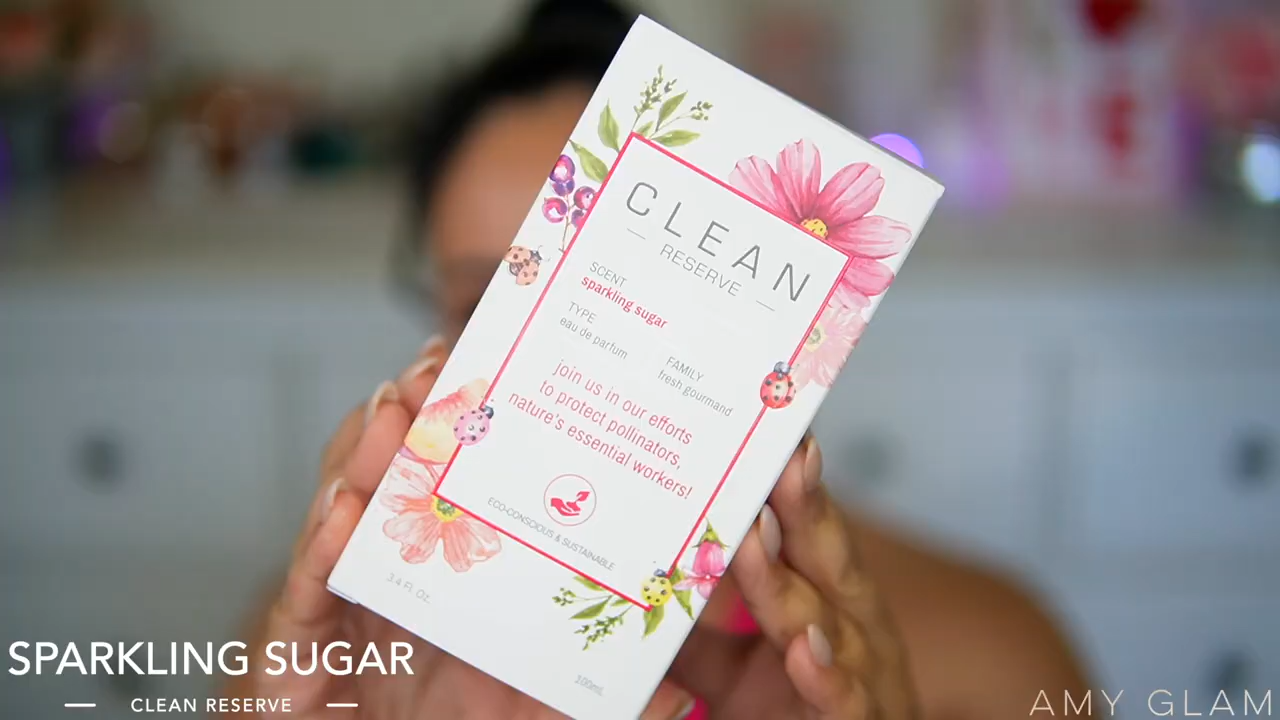 CLEAN
RESERVE
SCENT
sparkling sugar
TYPE
eau de parfum
FAMILY
fresh gourmand
join us in our efforts
to protect pollinators,
nature's essential workers!
ECO-CONSCIOUS & SUSTAINABLE
3.4 Fl. Oz.
100mL
SPARKLING SUGAR
CLEAN RESERVE
AMY GLAM